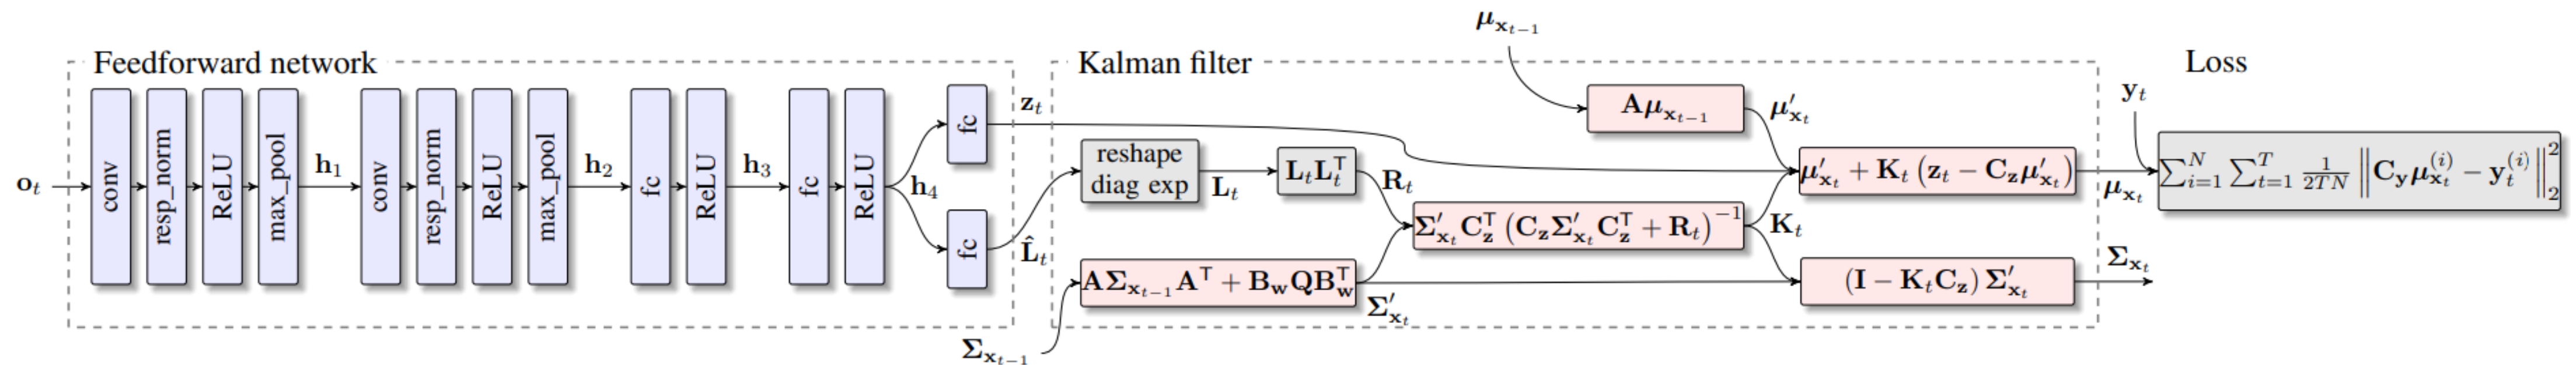 Feedforward network
o_t
conv
resp_norm
ReLU
max_pool
h_1
conv
resp_norm
ReLU
max_pool
h_2
fc
ReLU
h_3
fc
ReLU
h_4
fc
fc
z_t
L̂_t
Kalman filter
reshape
diag exp
L_t
L_t L_t^T
R_t
μ_{x_{t−1}}
Aμ_{x_{t−1}}
μ′_{x_t}
Σ_{x_{t−1}}
AΣ_{x_{t−1}}A^T + B_w Q B_w^T
Σ′_{x_t}
Σ′_{x_t} C_z^T (C_z Σ′_{x_t} C_z^T + R_t)^{−1}
K_t
μ′_{x_t} + K_t (z_t − C_z μ′_{x_t})
(I − K_t C_z) Σ′_{x_t}
μ_{x_t}
Σ_{x_t}
Loss
y_t
∑_{i=1}^{N} ∑_{t=1}^{T} \frac{1}{2TN} ‖C_y μ_{x_t}^{(i)} − y_t^{(i)}‖_2^2